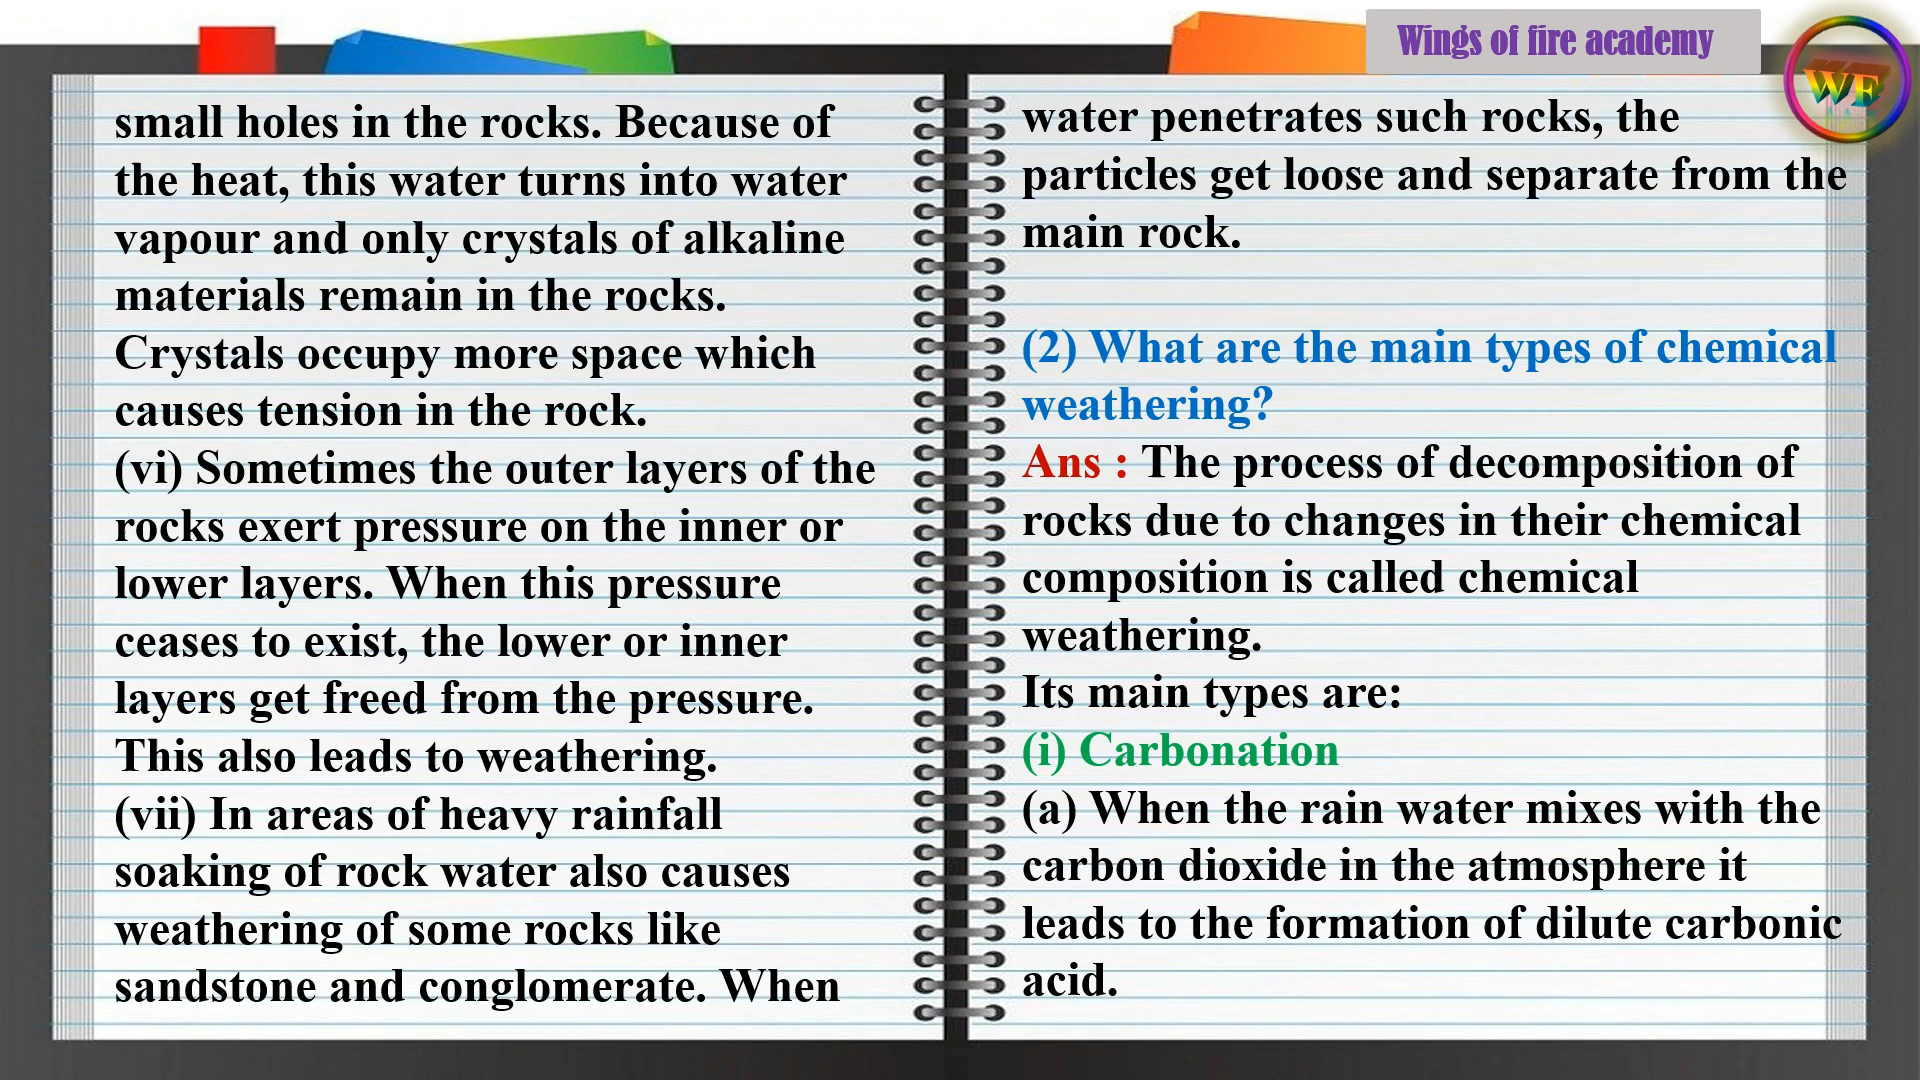 Wings of fire academy
WE
small holes in the rocks. Because of
the heat, this water turns into water
vapour and only crystals of alkaline
materials remain in the rocks.
Crystals occupy more space which
causes tension in the rock.
(vi) Sometimes the outer layers of the
rocks exert pressure on the inner or
lower layers. When this pressure
ceases to exist, the lower or inner
layers get freed from the pressure.
This also leads to weathering.
(vii) In areas of heavy rainfall
soaking of rock water also causes
weathering of some rocks like
sandstone and conglomerate. When
water penetrates such rocks, the
particles get loose and separate from the
main rock.
(2) What are the main types of chemical
weathering?
Ans : The process of decomposition of
rocks due to changes in their chemical
composition is called chemical
weathering.
Its main types are:
(i) Carbonation
(a) When the rain water mixes with the
carbon dioxide in the atmosphere it
leads to the formation of dilute carbonic
acid.